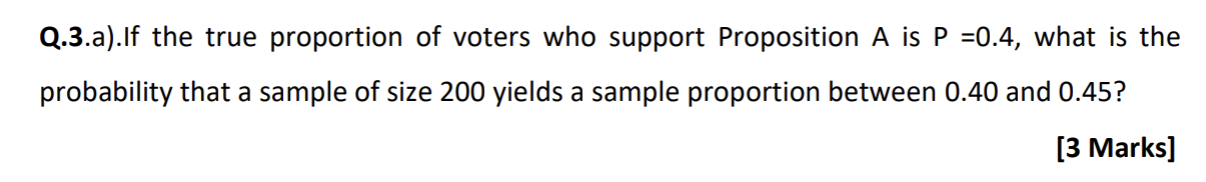 Q.3.a).If the true proportion of voters who support Proposition A is P =0.4, what is the
probability that a sample of size 200 yields a sample proportion between 0.40 and 0.45?
[3 Marks]